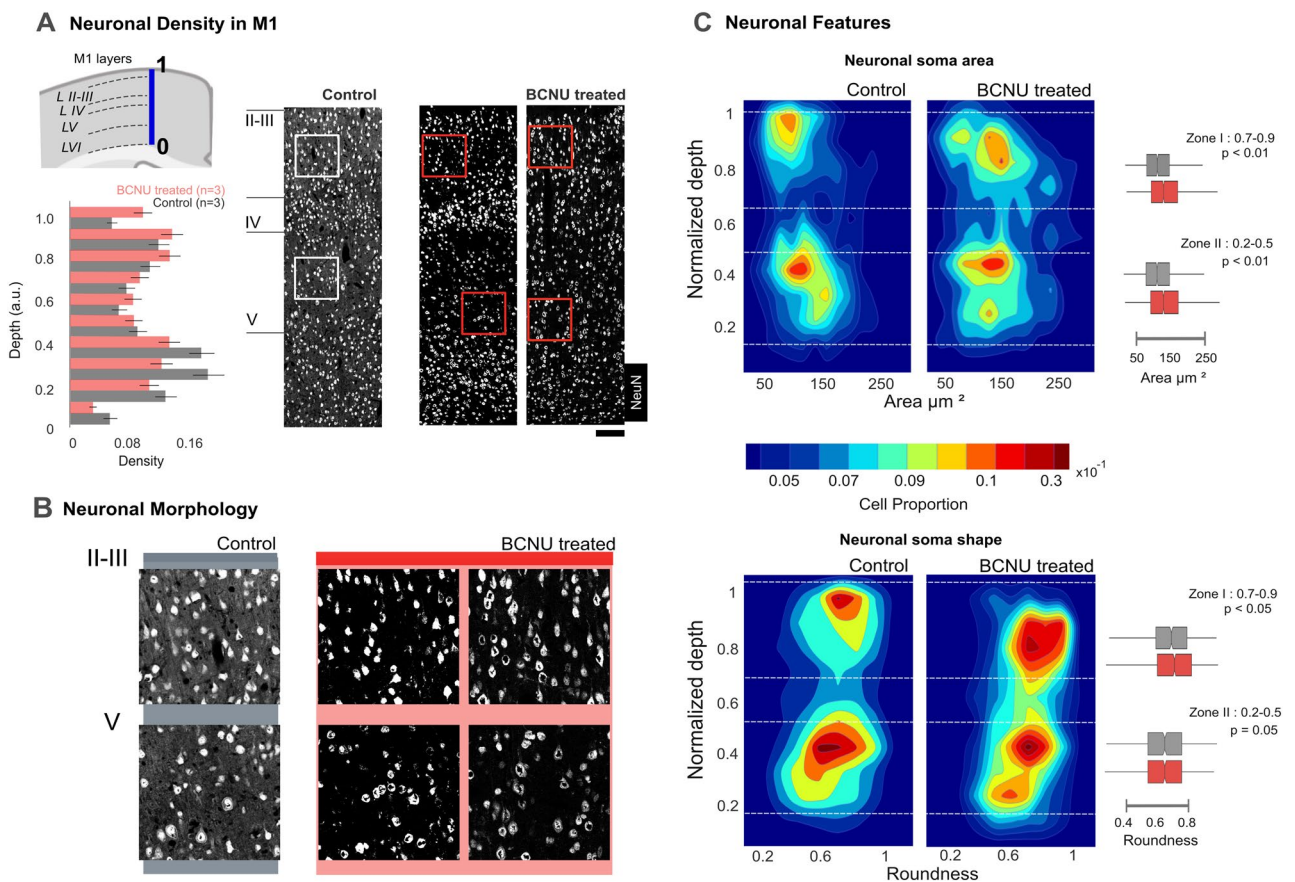 A Neuronal Density in M1
M1 layers
1
L II-III
L IV
LV
LVI
0
BCNU treated (n=3)
Control (n=3)
1.0
0.8
0.6
0.4
0.2
0
Depth (a.u.)
0 0.08 0.16
Density
Control
BCNU treated
II-III
IV
V
NeuN
B Neuronal Morphology
Control
BCNU treated
II-III
V
C Neuronal Features
Neuronal soma area
Control
BCNU treated
1
0.8
0.6
0.4
0.2
Normalized depth
50 150 250
50 150 250
Area µm ²
Zone I : 0.7-0.9
p < 0.01
Zone II : 0.2-0.5
p < 0.01
50 150 250
Area µm ²
0.05 0.07 0.09 0.1 0.3
x10⁻¹
Cell Proportion
Neuronal soma shape
Control
BCNU treated
1
0.8
0.6
0.4
0.2
Normalized depth
0.2 0.6 1
0.2 0.6 1
Roundness
Zone I : 0.7-0.9
p < 0.05
Zone II : 0.2-0.5
p = 0.05
0.4 0.6 0.8
Roundness